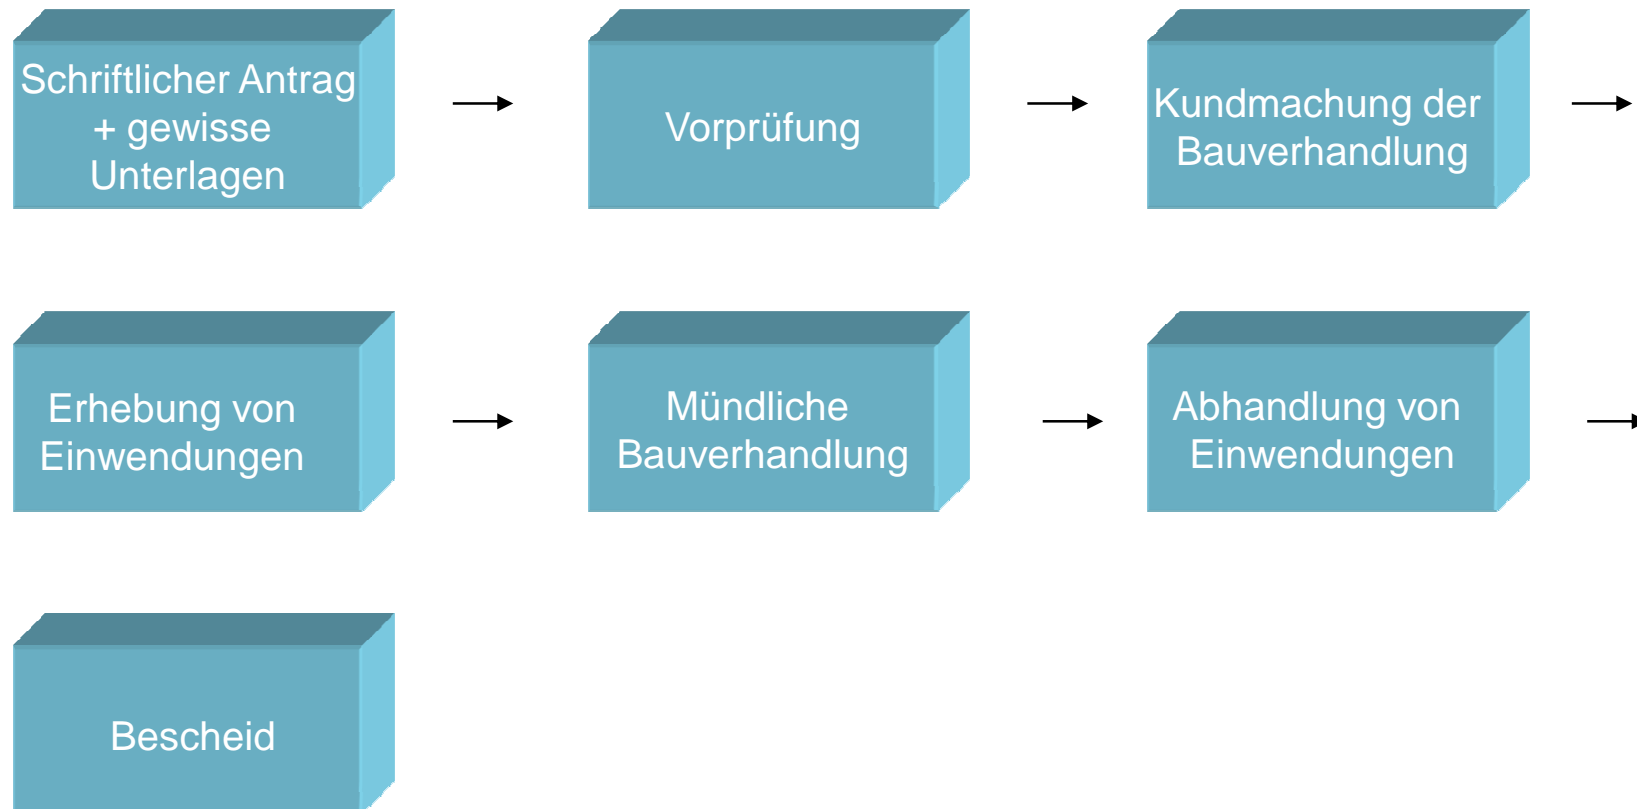 Schriftlicher Antrag
+ gewisse
Unterlagen
Vorprüfung
Kundmachung der
Bauverhandlung
Erhebung von
Einwendungen
Mündliche
Bauverhandlung
Abhandlung von
Einwendungen
Bescheid